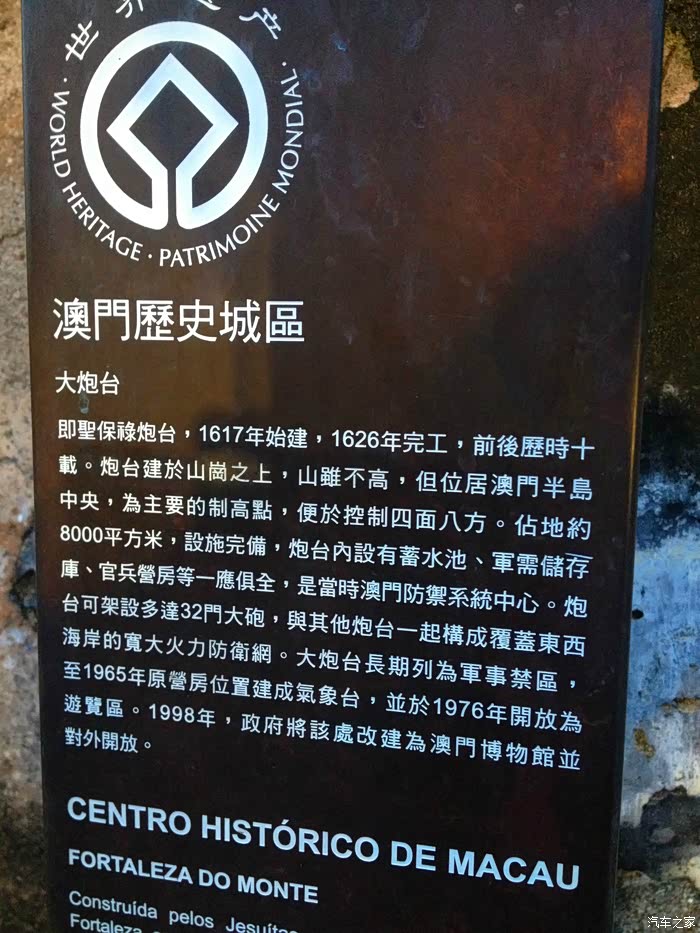 世界遗产
· WORLD HERITAGE · PATRIMOINE MONDIAL ·
澳門歷史城區
大炮台
即聖保祿炮台，1617年始建，1626年完工，前後歷時十
載。炮台建於山崗之上，山雖不高，但位居澳門半島
中央，為主要的制高點，便於控制四面八方。佔地約
8000平方米，設施完備，炮台內設有蓄水池、軍需儲存
庫、官兵營房等一應俱全，是當時澳門防禦系統中心。炮
台可架設多達32門大砲，與其他炮台一起構成覆蓋東西
海岸的寬大火力防衛網。大炮台長期列為軍事禁區，
至1965年原營房位置建成氣象台，並於1976年開放為
遊覽區。1998年，政府將該處改建為澳門博物館並
對外開放。
CENTRO HISTÓRICO DE MACAU
FORTALEZA DO MONTE
Construída pelos Jesuítas
Fortaleza
汽车之家